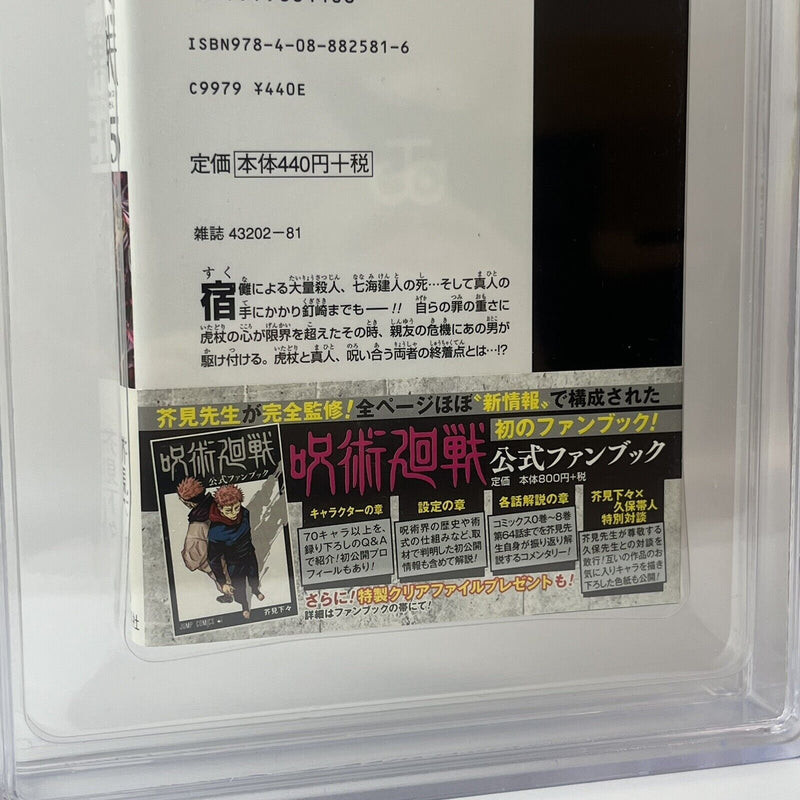 ISBN978-4-08-882581-6
C9979 ¥440E
定価 本体440円＋税
雑誌 43202－81
宿儺による大量殺人、七海建人の死…そして真人の
手にかかり釘崎までも──!! 自らの罪の重さに
虎杖の心が限界を超えたその時、親友の危機にあの男が
駆け付ける。虎杖と真人、呪い合う両者の終着点とは…!?
芥見先生が完全監修！全ページほぼ〝新情報〟で構成された
初のファンブック！
呪術廻戦
公式ファンブック
定価 本体800円＋税
呪術廻戦
公式ファンブック
芥見下々
JUMP COMICS
キャラクターの章
70キャラ以上を、
録り下ろしのQ&A
で紹介！初公開プロ
フィールもあり！
設定の章
呪術界の歴史や術
式の仕組みなど、取
材で判明した初公開
情報も含めて解説！
各話解説の章
コミックス0巻〜8巻
第64話までを芥見先
生自身が振り返り解
説するコメンタリー！
芥見下々×
久保帯人
特別対談
芥見先生が尊敬する
久保先生との対談を
敢行！互いの作品のお
気に入りキャラを描き
下ろした色紙も公開！
さらに！特製クリアファイルプレゼントも！
詳細はファンブックの帯にて！